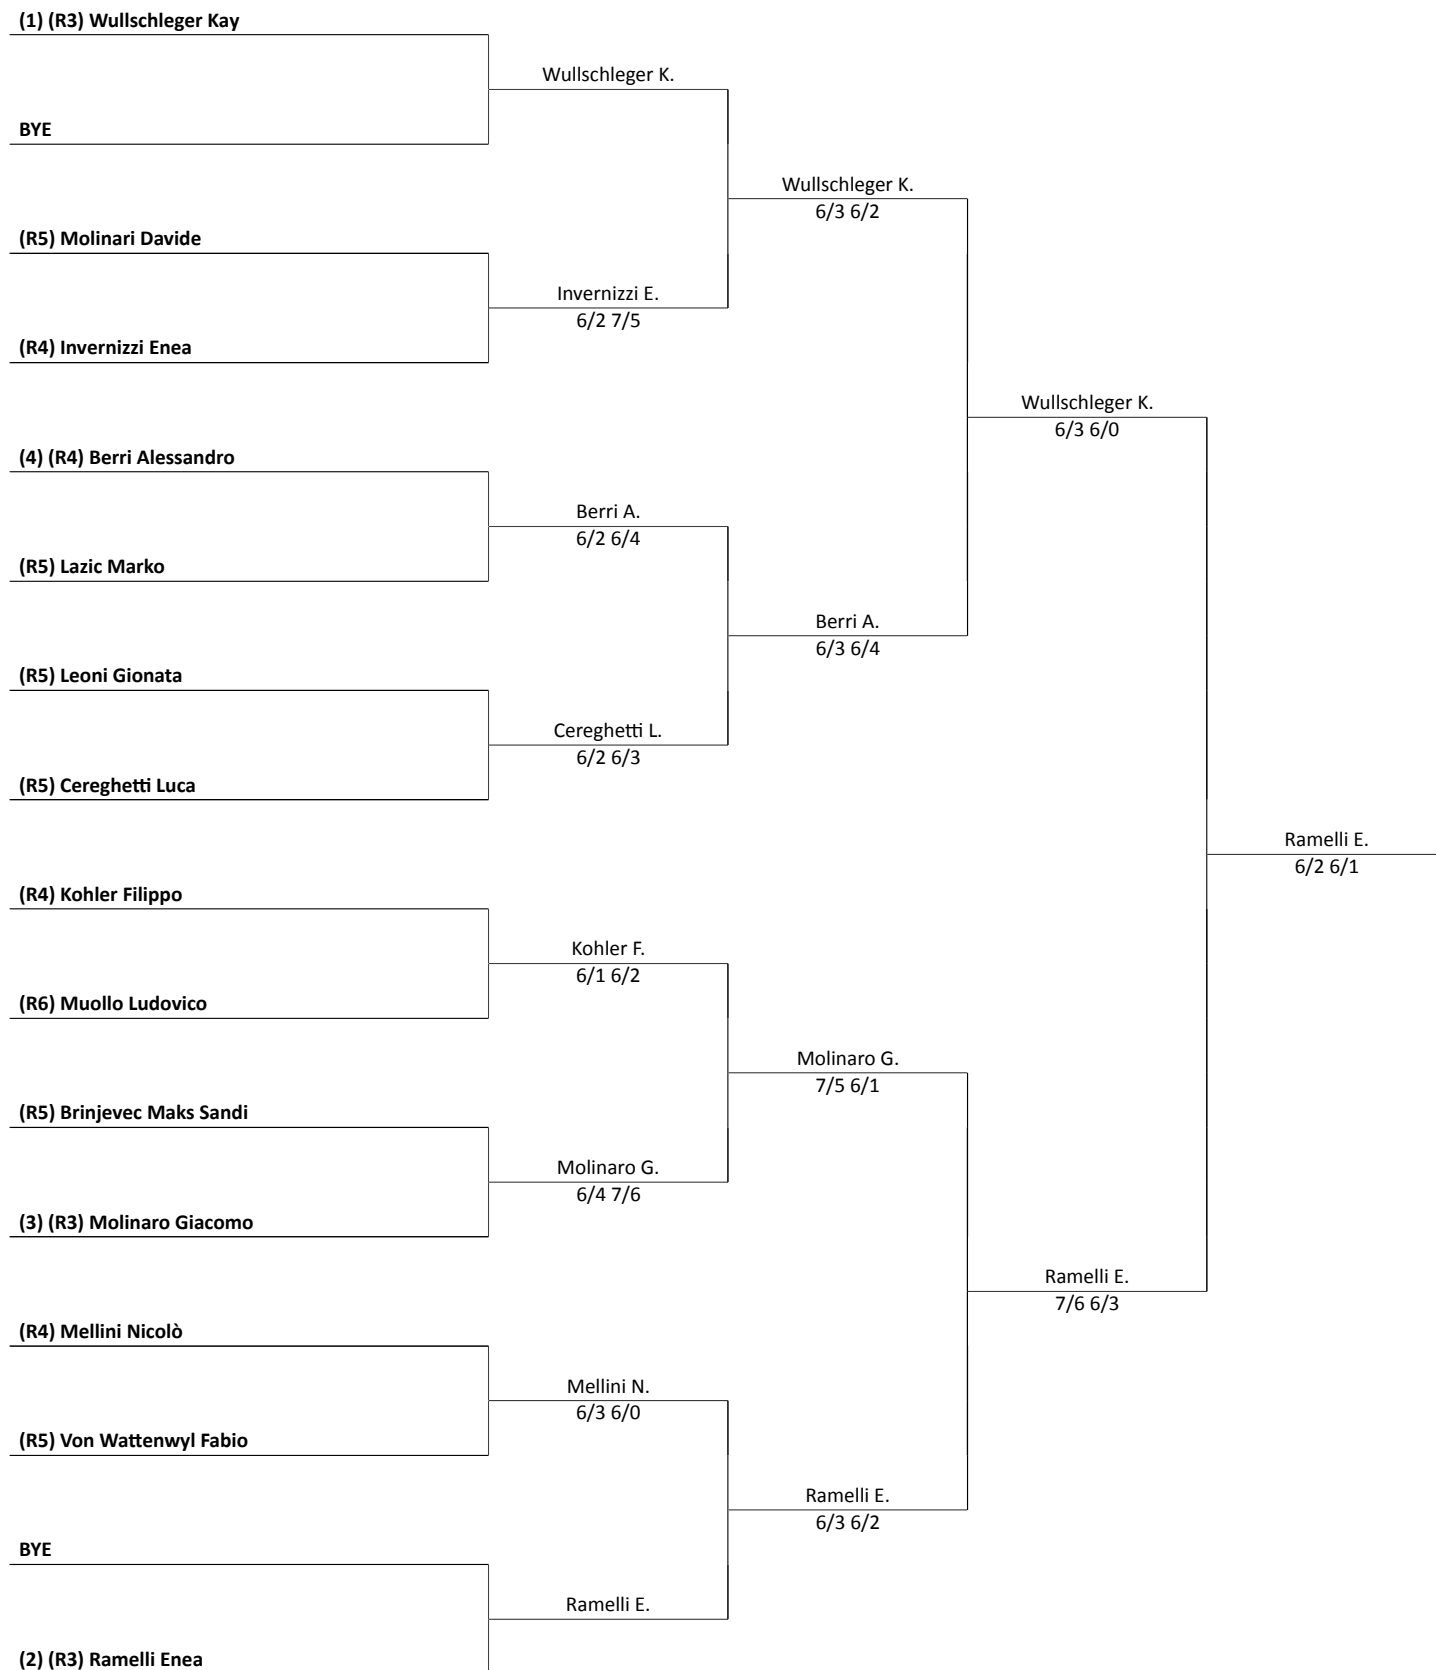 (1) (R3) Wullschleger Kay
Wullschleger K.
BYE
Wullschleger K.
6/3 6/2
(R5) Molinari Davide
Invernizzi E.
6/2 7/5
(R4) Invernizzi Enea
Wullschleger K.
6/3 6/0
(4) (R4) Berri Alessandro
Berri A.
6/2 6/4
(R5) Lazic Marko
Berri A.
6/3 6/4
(R5) Leoni Gionata
Cereghetti L.
6/2 6/3
(R5) Cereghetti Luca
Ramelli E.
6/2 6/1
(R4) Kohler Filippo
Kohler F.
6/1 6/2
(R6) Muollo Ludovico
Molinaro G.
7/5 6/1
(R5) Brinjevec Maks Sandi
Molinaro G.
6/4 7/6
(3) (R3) Molinaro Giacomo
Ramelli E.
7/6 6/3
(R4) Mellini Nicolò
Mellini N.
6/3 6/0
(R5) Von Wattenwyl Fabio
Ramelli E.
6/3 6/2
BYE
Ramelli E.
(2) (R3) Ramelli Enea